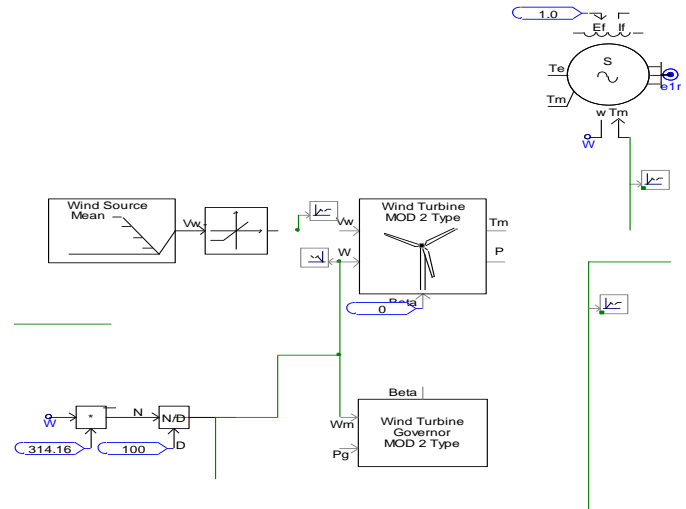 1.0
Ef If
S
Te
Tm
e1r
w Tm
W
Wind Source
Mean
Vw
Vw
Wind Turbine
MOD 2 Type
Tm
W
P
Beta
0
Beta
N
W
*
N/D
Wm
Wind Turbine
Governor
MOD 2 Type
314.16
100
D
Pg